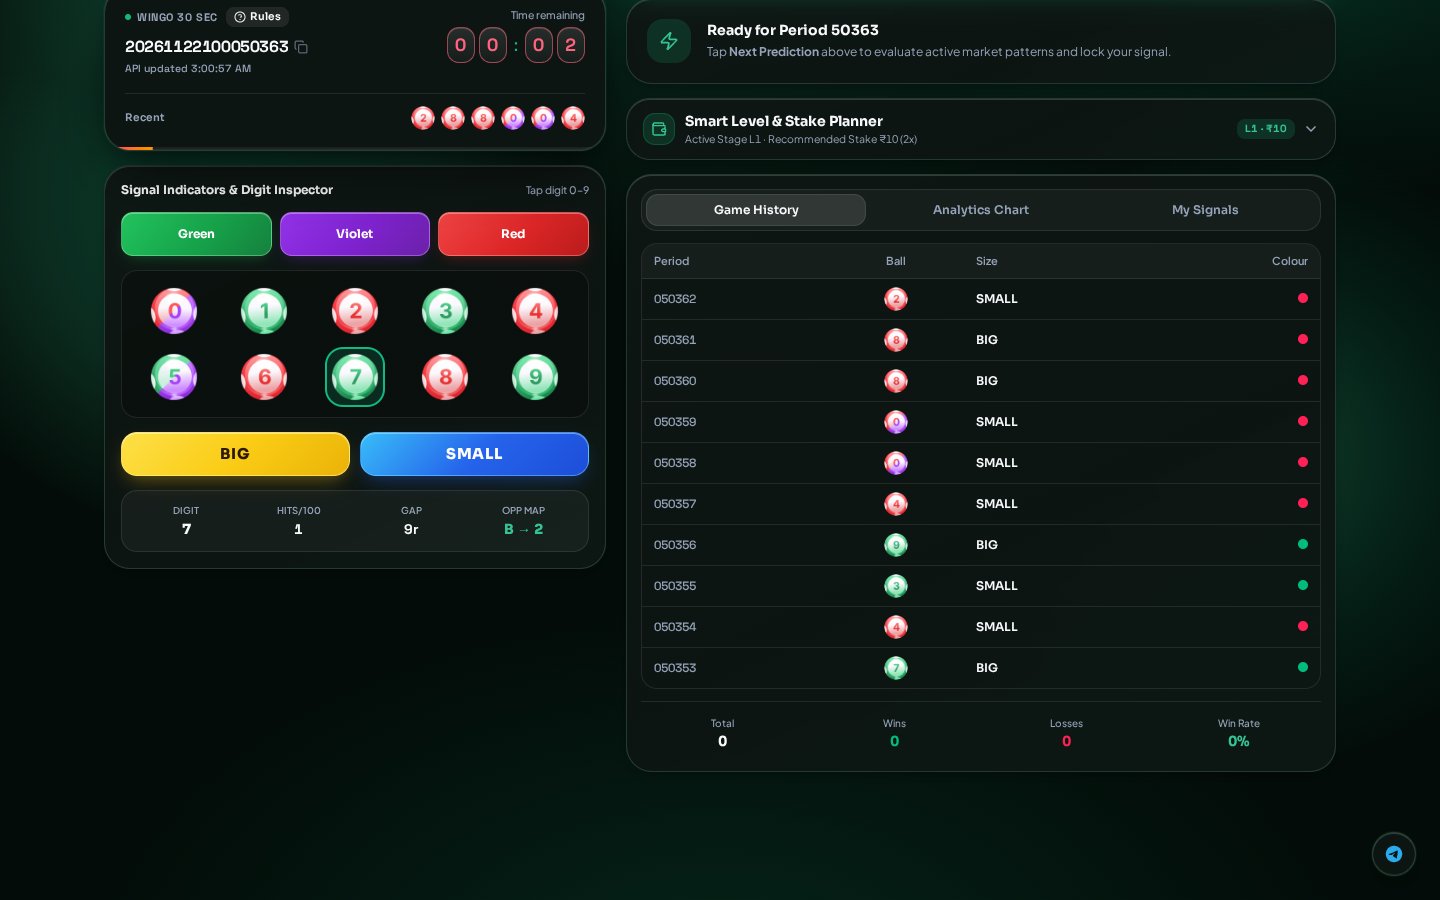 WINGO 30 SEC Rules
Time remaining
20261122100050363
0 0 : 0 2
API updated 3:00:57 AM
Recent 2 8 8 0 0 4
Signal Indicators & Digit Inspector Tap digit 0–9
Green Violet Red
0 1 2 3 4
5 6 7 8 9
BIG SMALL
DIGIT HITS/100 GAP OPP MAP
7 1 9r B → 2
Ready for Period 50363
Tap Next Prediction above to evaluate active market patterns and lock your signal.
Smart Level & Stake Planner
Active Stage L1 · Recommended Stake ₹10 (2x)
L1 · ₹10
Game History Analytics Chart My Signals
Period Ball Size Colour
050362 2 SMALL
050361 8 BIG
050360 8 BIG
050359 0 SMALL
050358 0 SMALL
050357 4 SMALL
050356 9 BIG
050355 3 SMALL
050354 4 SMALL
050353 7 BIG
Total Wins Losses Win Rate
0 0 0 0%